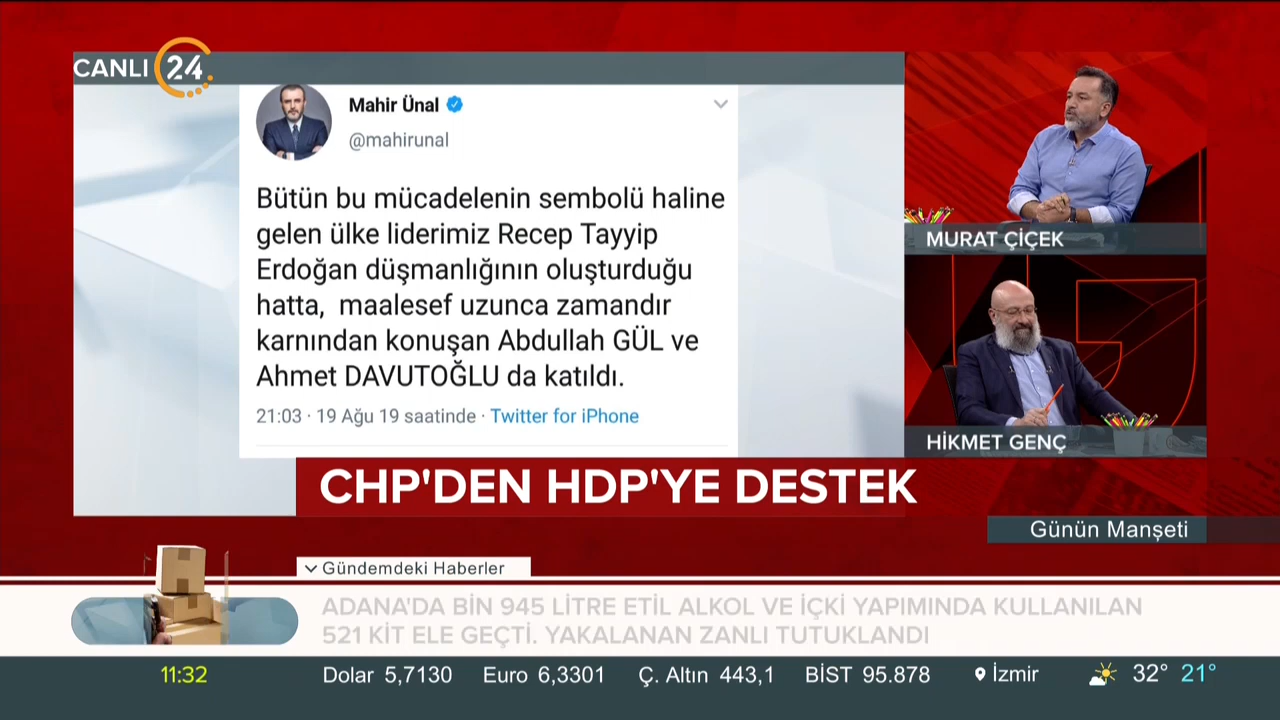 CANLI 24
Mahir Ünal
@mahirunal
Bütün bu mücadelenin sembolü haline
gelen ülke liderimiz Recep Tayyip
Erdoğan düşmanlığının oluşturduğu
hatta,  maalesef uzunca zamandır
karnından konuşan Abdullah GÜL ve
Ahmet DAVUTOĞLU da katıldı.
21:03 · 19 Ağu 19 saatinde · Twitter for iPhone
MURAT ÇİÇEK
HİKMET GENÇ
CHP'DEN HDP'YE DESTEK
Günün Manşeti
Gündemdeki Haberler
ADANA'DA BİN 945 LİTRE ETİL ALKOL VE İÇKİ YAPIMINDA KULLANILAN
521 KİT ELE GEÇTİ. YAKALANAN ZANLI TUTUKLANDI
11:32 Dolar 5,7130 Euro 6,3301 Ç. Altın 443,1 BİST 95.878 İzmir 32° 21°